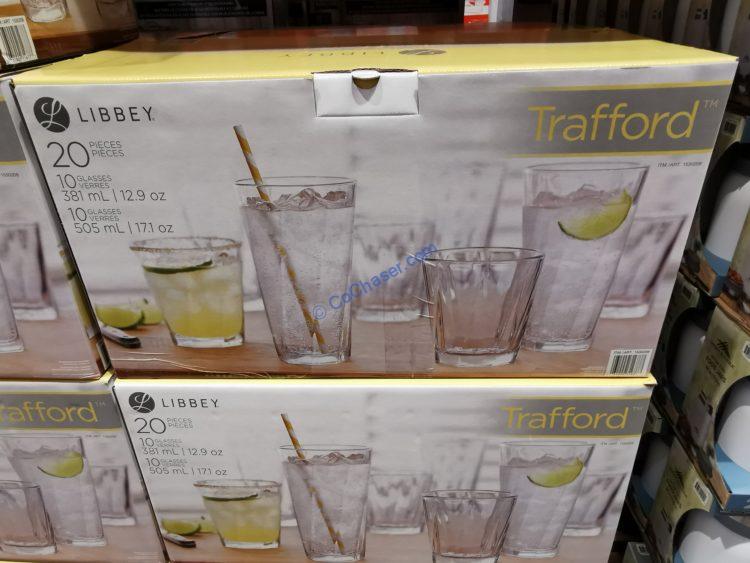 LIBBEY
20 PIECES
PIÈCES
10 GLASSES
VERRES
381 mL | 12.9 oz
10 GLASSES
VERRES
505 mL | 17.1 oz
Trafford™
© CoChaser.com
LIBBEY
20 PIECES
PIÈCES
10 GLASSES
VERRES
381 mL | 12.9 oz
10 GLASSES
VERRES
505 mL | 17.1 oz
Trafford™
rafford™